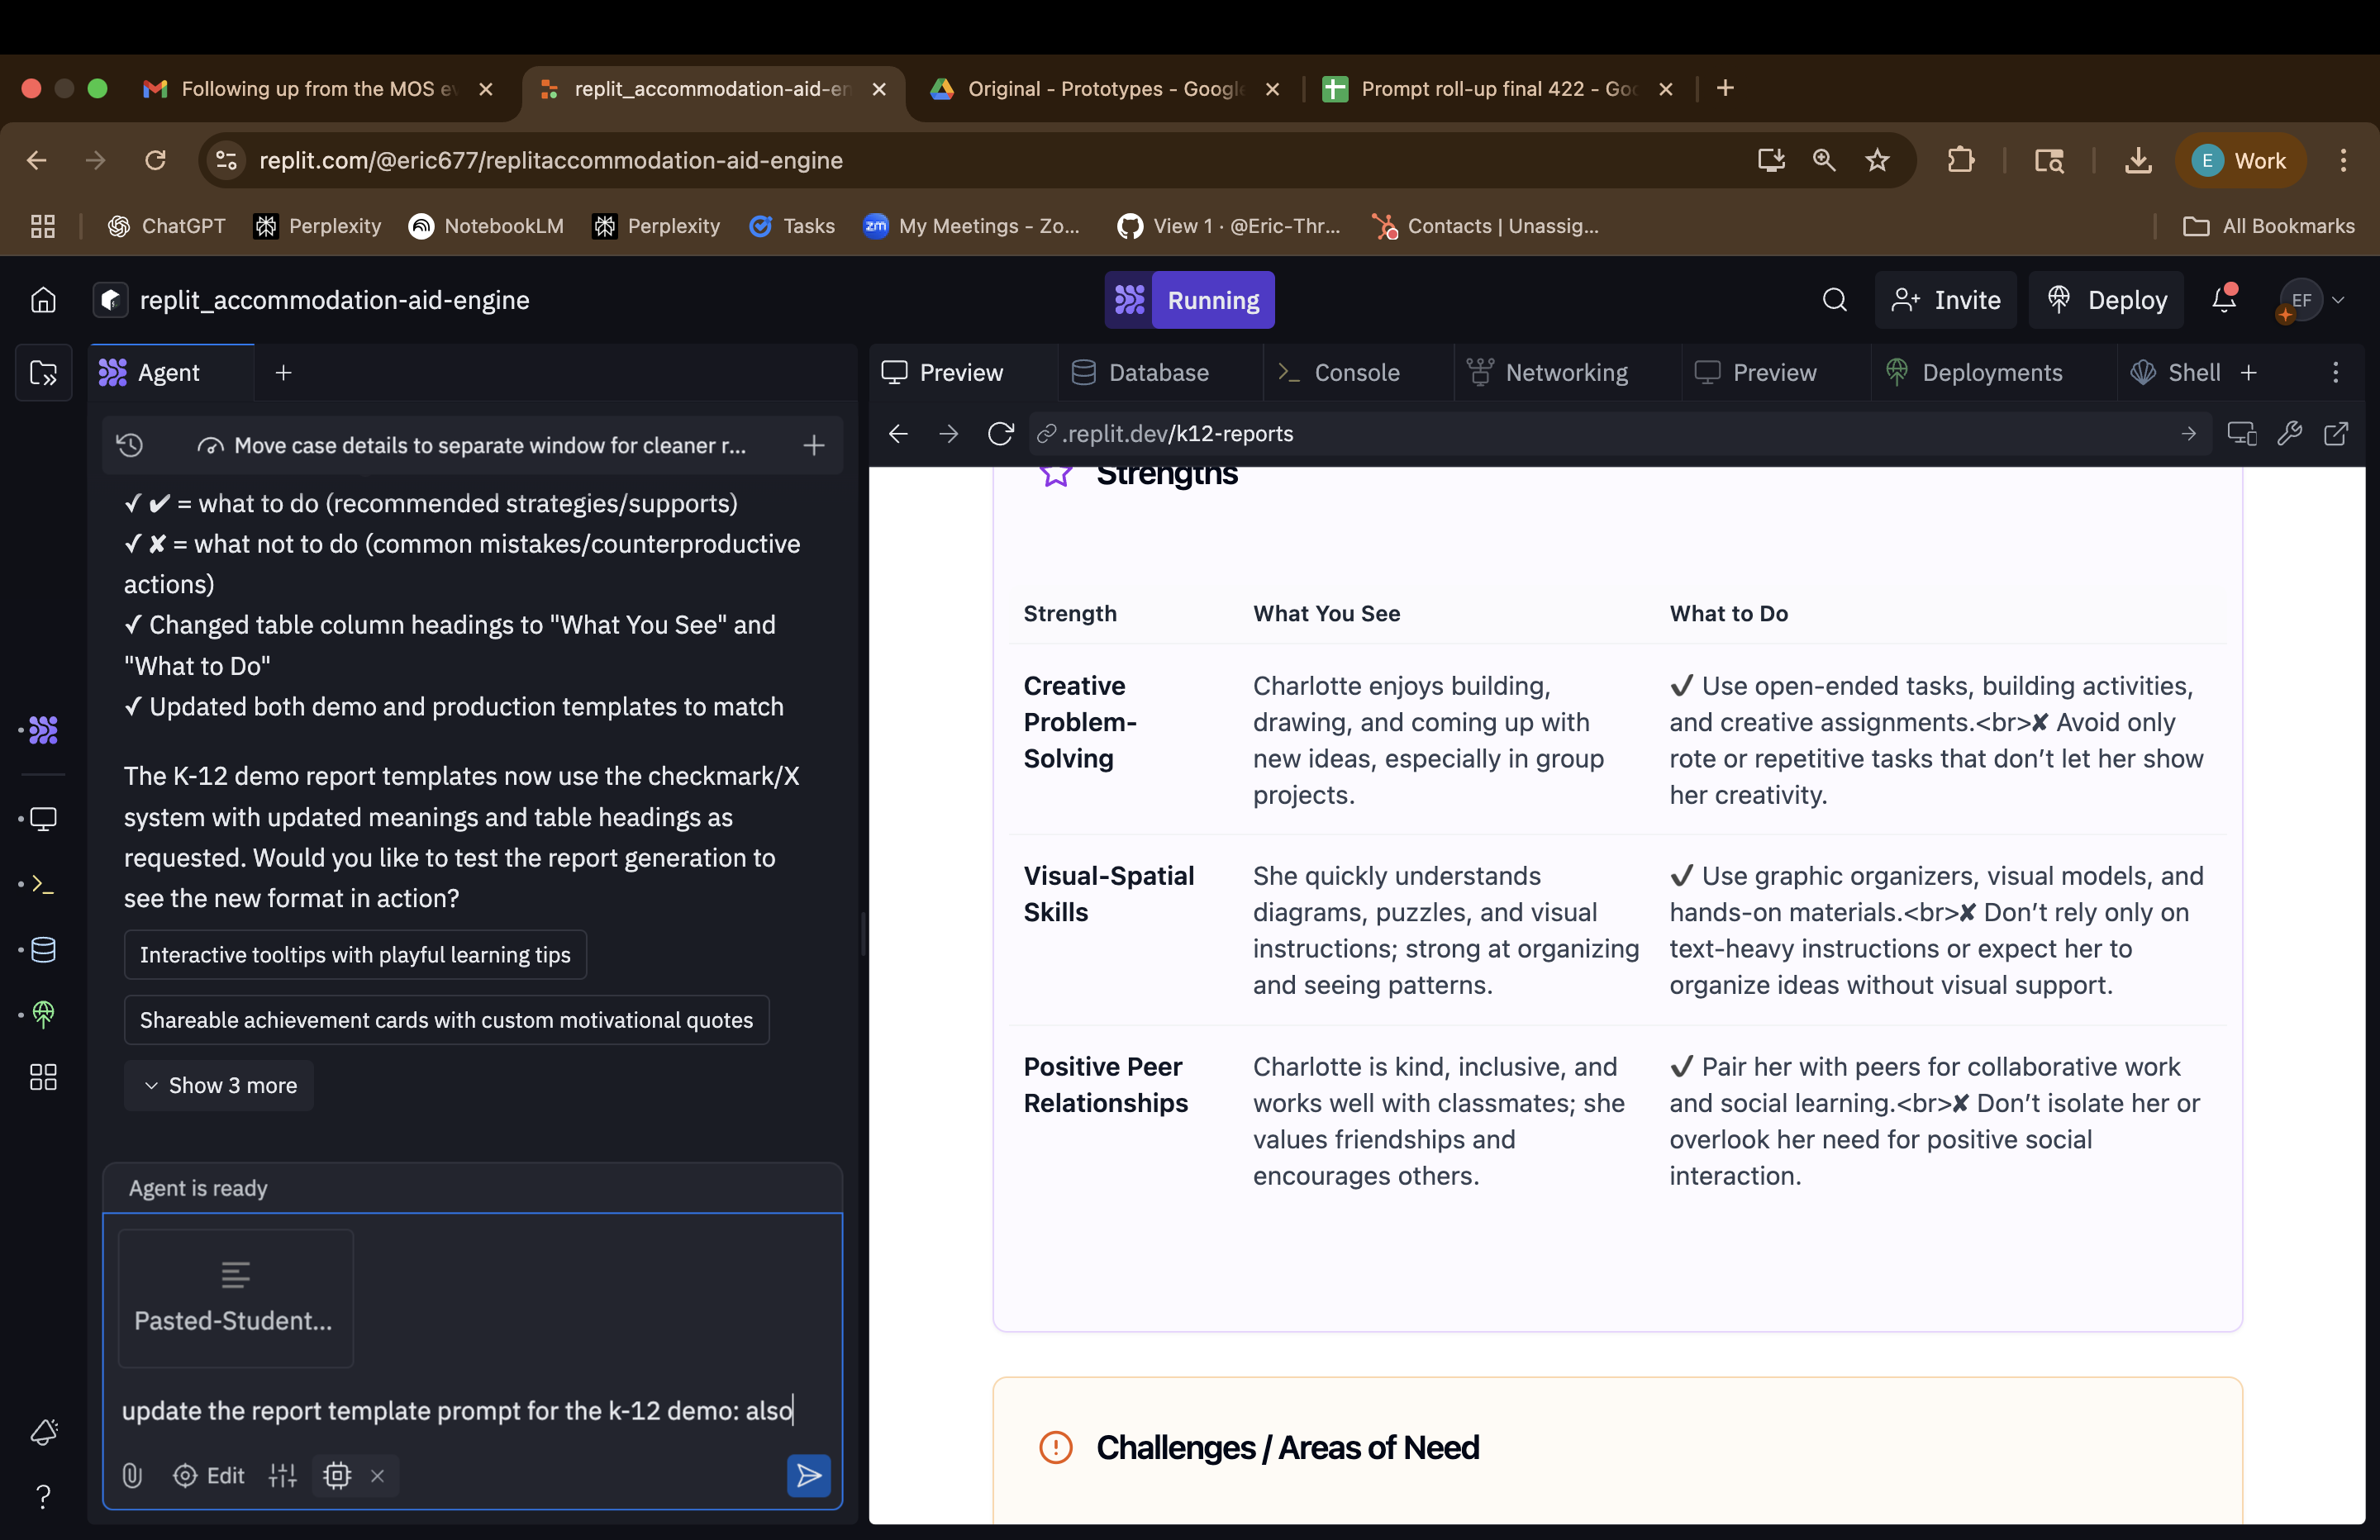 Following up from the MOS ev
replit_accommodation-aid-en
Original - Prototypes - Google
Prompt roll-up final 422 - Goo
replit.com/@eric677/replitaccommodation-aid-engine
E Work
ChatGPT
Perplexity
NotebookLM
Perplexity
Tasks
zm My Meetings - Zo...
View 1 · @Eric-Thr...
Contacts | Unassig...
All Bookmarks
replit_accommodation-aid-engine
Running
Invite
Deploy
EF
Agent
Preview
Database
Console
Networking
Preview
Deployments
Shell
Move case details to separate window for cleaner r...
.replit.dev/k12-reports
✓ ✔ = what to do (recommended strategies/supports)
✓ ✘ = what not to do (common mistakes/counterproductive
actions)
✓ Changed table column headings to "What You See" and
"What to Do"
✓ Updated both demo and production templates to match
The K-12 demo report templates now use the checkmark/X
system with updated meanings and table headings as
requested. Would you like to test the report generation to
see the new format in action?
Interactive tooltips with playful learning tips
Shareable achievement cards with custom motivational quotes
Show 3 more
Agent is ready
Pasted-Student...
update the report template prompt for the k-12 demo: also
Edit
Strengths
Strength
What You See
What to Do
Creative
Problem-
Solving
Charlotte enjoys building,
drawing, and coming up with
new ideas, especially in group
projects.
✔ Use open-ended tasks, building activities,
and creative assignments.<br>✘ Avoid only
rote or repetitive tasks that don’t let her show
her creativity.
Visual-Spatial
Skills
She quickly understands
diagrams, puzzles, and visual
instructions; strong at organizing
and seeing patterns.
✔ Use graphic organizers, visual models, and
hands-on materials.<br>✘ Don’t rely only on
text-heavy instructions or expect her to
organize ideas without visual support.
Positive Peer
Relationships
Charlotte is kind, inclusive, and
works well with classmates; she
values friendships and
encourages others.
✔ Pair her with peers for collaborative work
and social learning.<br>✘ Don’t isolate her or
overlook her need for positive social
interaction.
Challenges / Areas of Need